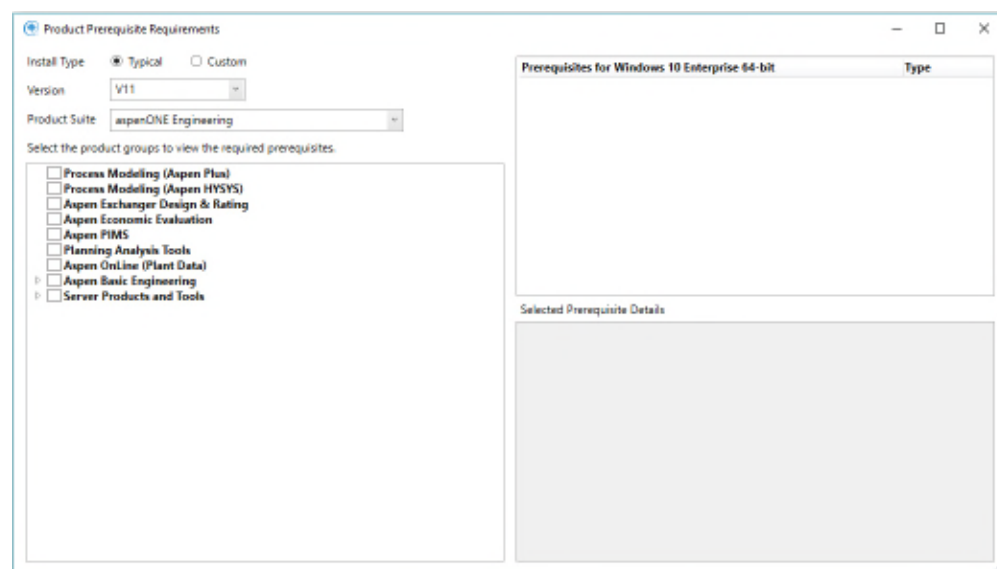 Product Prerequisite Requirements
Install Type Typical Custom
Version V11
Product Suite aspenONE Engineering
Select the product groups to view the required prerequisites.
Process Modeling (Aspen Plus)
Process Modeling (Aspen HYSYS)
Aspen Exchanger Design & Rating
Aspen Economic Evaluation
Aspen PIMS
Planning Analysis Tools
Aspen OnLine (Plant Data)
Aspen Basic Engineering
Server Products and Tools
Prerequisites for Windows 10 Enterprise 64-bit Type
Selected Prerequisite Details